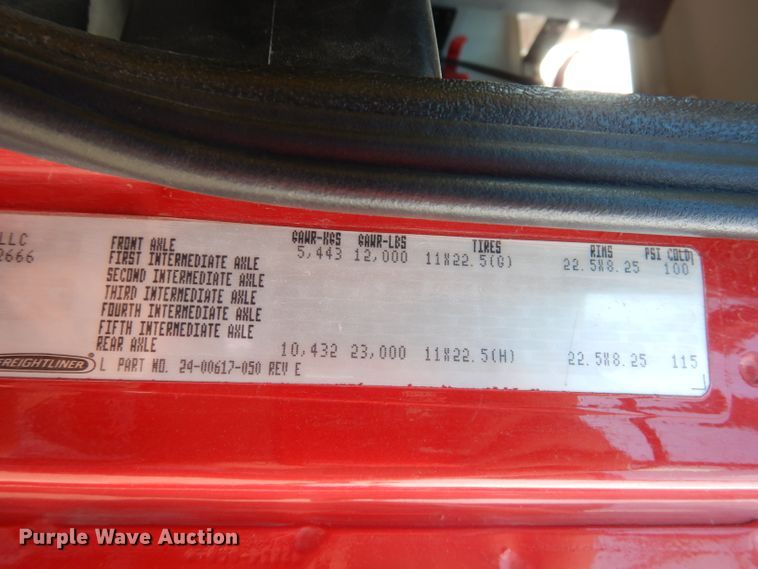 LLC
2666
GAWR-KGS GAWR-LBS TIRES RIMS PSI COLD
FRONT AXLE 5,443 12,000 11X22.5(G) 22.5X8.25 100
FIRST INTERMEDIATE AXLE
SECOND INTERMEDIATE AXLE
THIRD INTERMEDIATE AXLE
FOURTH INTERMEDIATE AXLE
FIFTH INTERMEDIATE AXLE
REAR AXLE 10,432 23,000 11X22.5(H) 22.5X8.25 115
FREIGHTLINER L PART NO. 24-00617-050 REV E
Purple Wave Auction